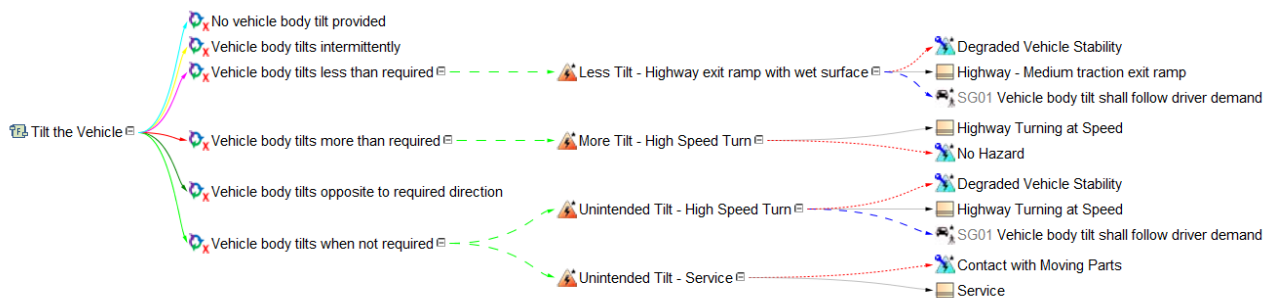 No vehicle body tilt provided
Vehicle body tilts intermittently
Vehicle body tilts less than required
Less Tilt - Highway exit ramp with wet surface
Degraded Vehicle Stability
Highway - Medium traction exit ramp
SG01 Vehicle body tilt shall follow driver demand
Tilt the Vehicle
Vehicle body tilts more than required
More Tilt - High Speed Turn
Highway Turning at Speed
No Hazard
Vehicle body tilts opposite to required direction
Vehicle body tilts when not required
Unintended Tilt - High Speed Turn
Degraded Vehicle Stability
Highway Turning at Speed
SG01 Vehicle body tilt shall follow driver demand
Unintended Tilt - Service
Contact with Moving Parts
Service